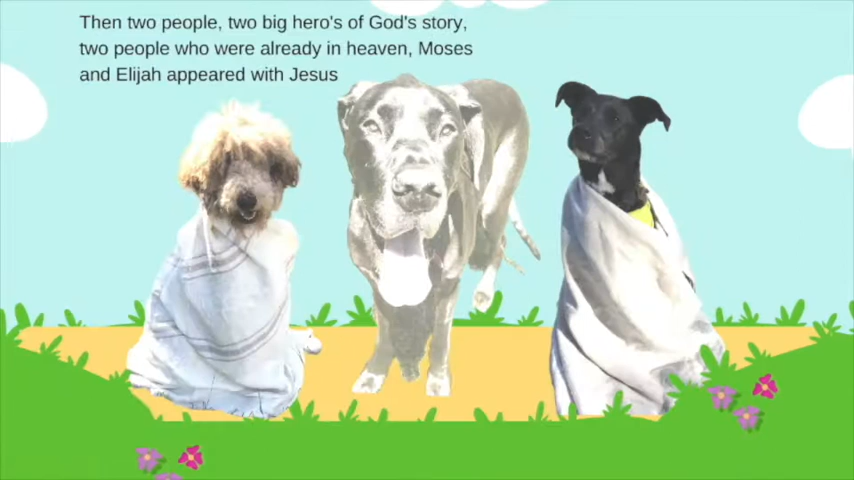 Then two people, two big hero's of God's story,
two people who were already in heaven, Moses
and Elijah appeared with Jesus